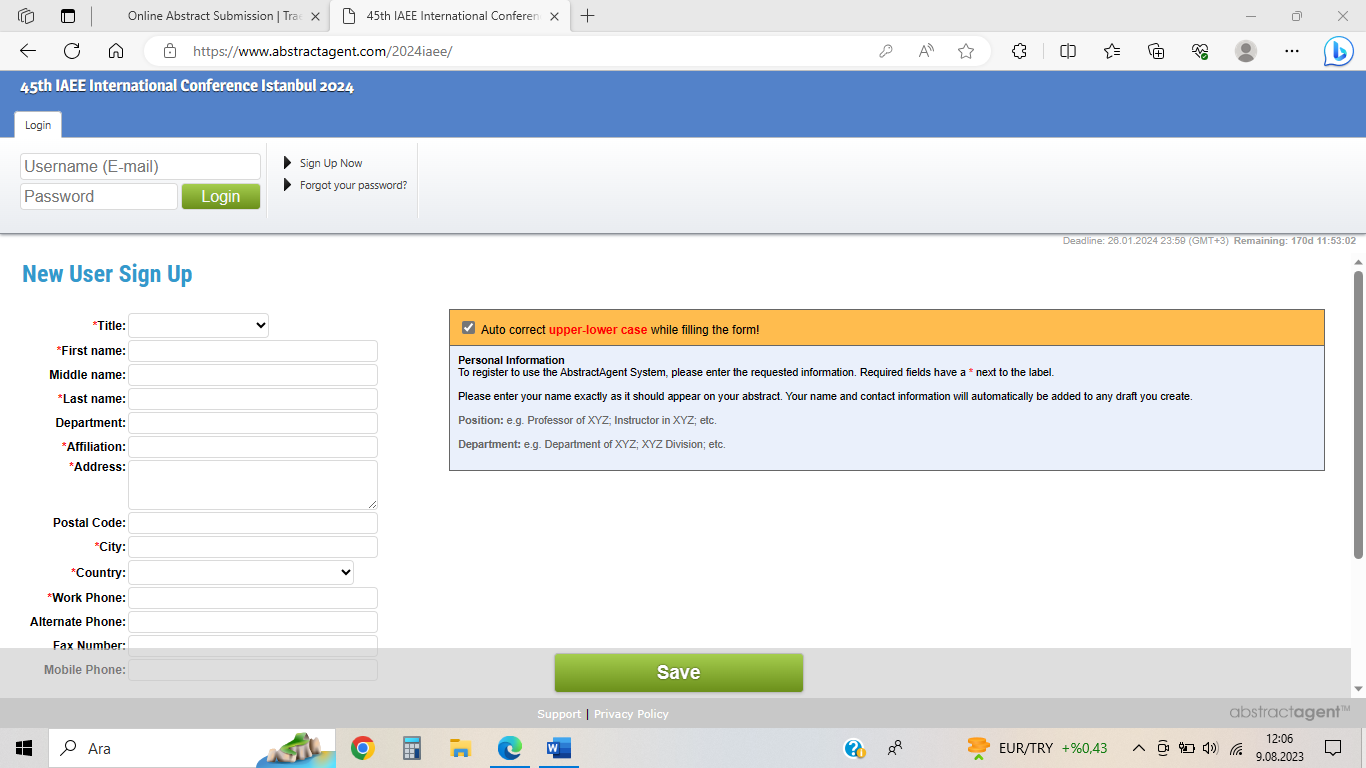 Online Abstract Submission | Tra
45th IAEE International Conferen
https://www.abstractagent.com/2024iaee/
45th IAEE International Conference Istanbul 2024
Login
Username (E-mail)
Password
Login
Sign Up Now
Forgot your password?
Deadline: 26.01.2024 23:59 (GMT+3) Remaining: 170d 11:53:02
New User Sign Up
*Title:
*First name:
Middle name:
*Last name:
Department:
*Affiliation:
*Address:
Postal Code:
*City:
*Country:
*Work Phone:
Alternate Phone:
Fax Number:
Mobile Phone:
Auto correct upper-lower case while filling the form!
Personal Information
To register to use the AbstractAgent System, please enter the requested information. Required fields have a * next to the label.
Please enter your name exactly as it should appear on your abstract. Your name and contact information will automatically be added to any draft you create.
Position: e.g. Professor of XYZ; Instructor in XYZ; etc.
Department: e.g. Department of XYZ; XYZ Division; etc.
Save
Support | Privacy Policy
abstractagent™
Ara
EUR/TRY +%0,43
12:06
9.08.2023